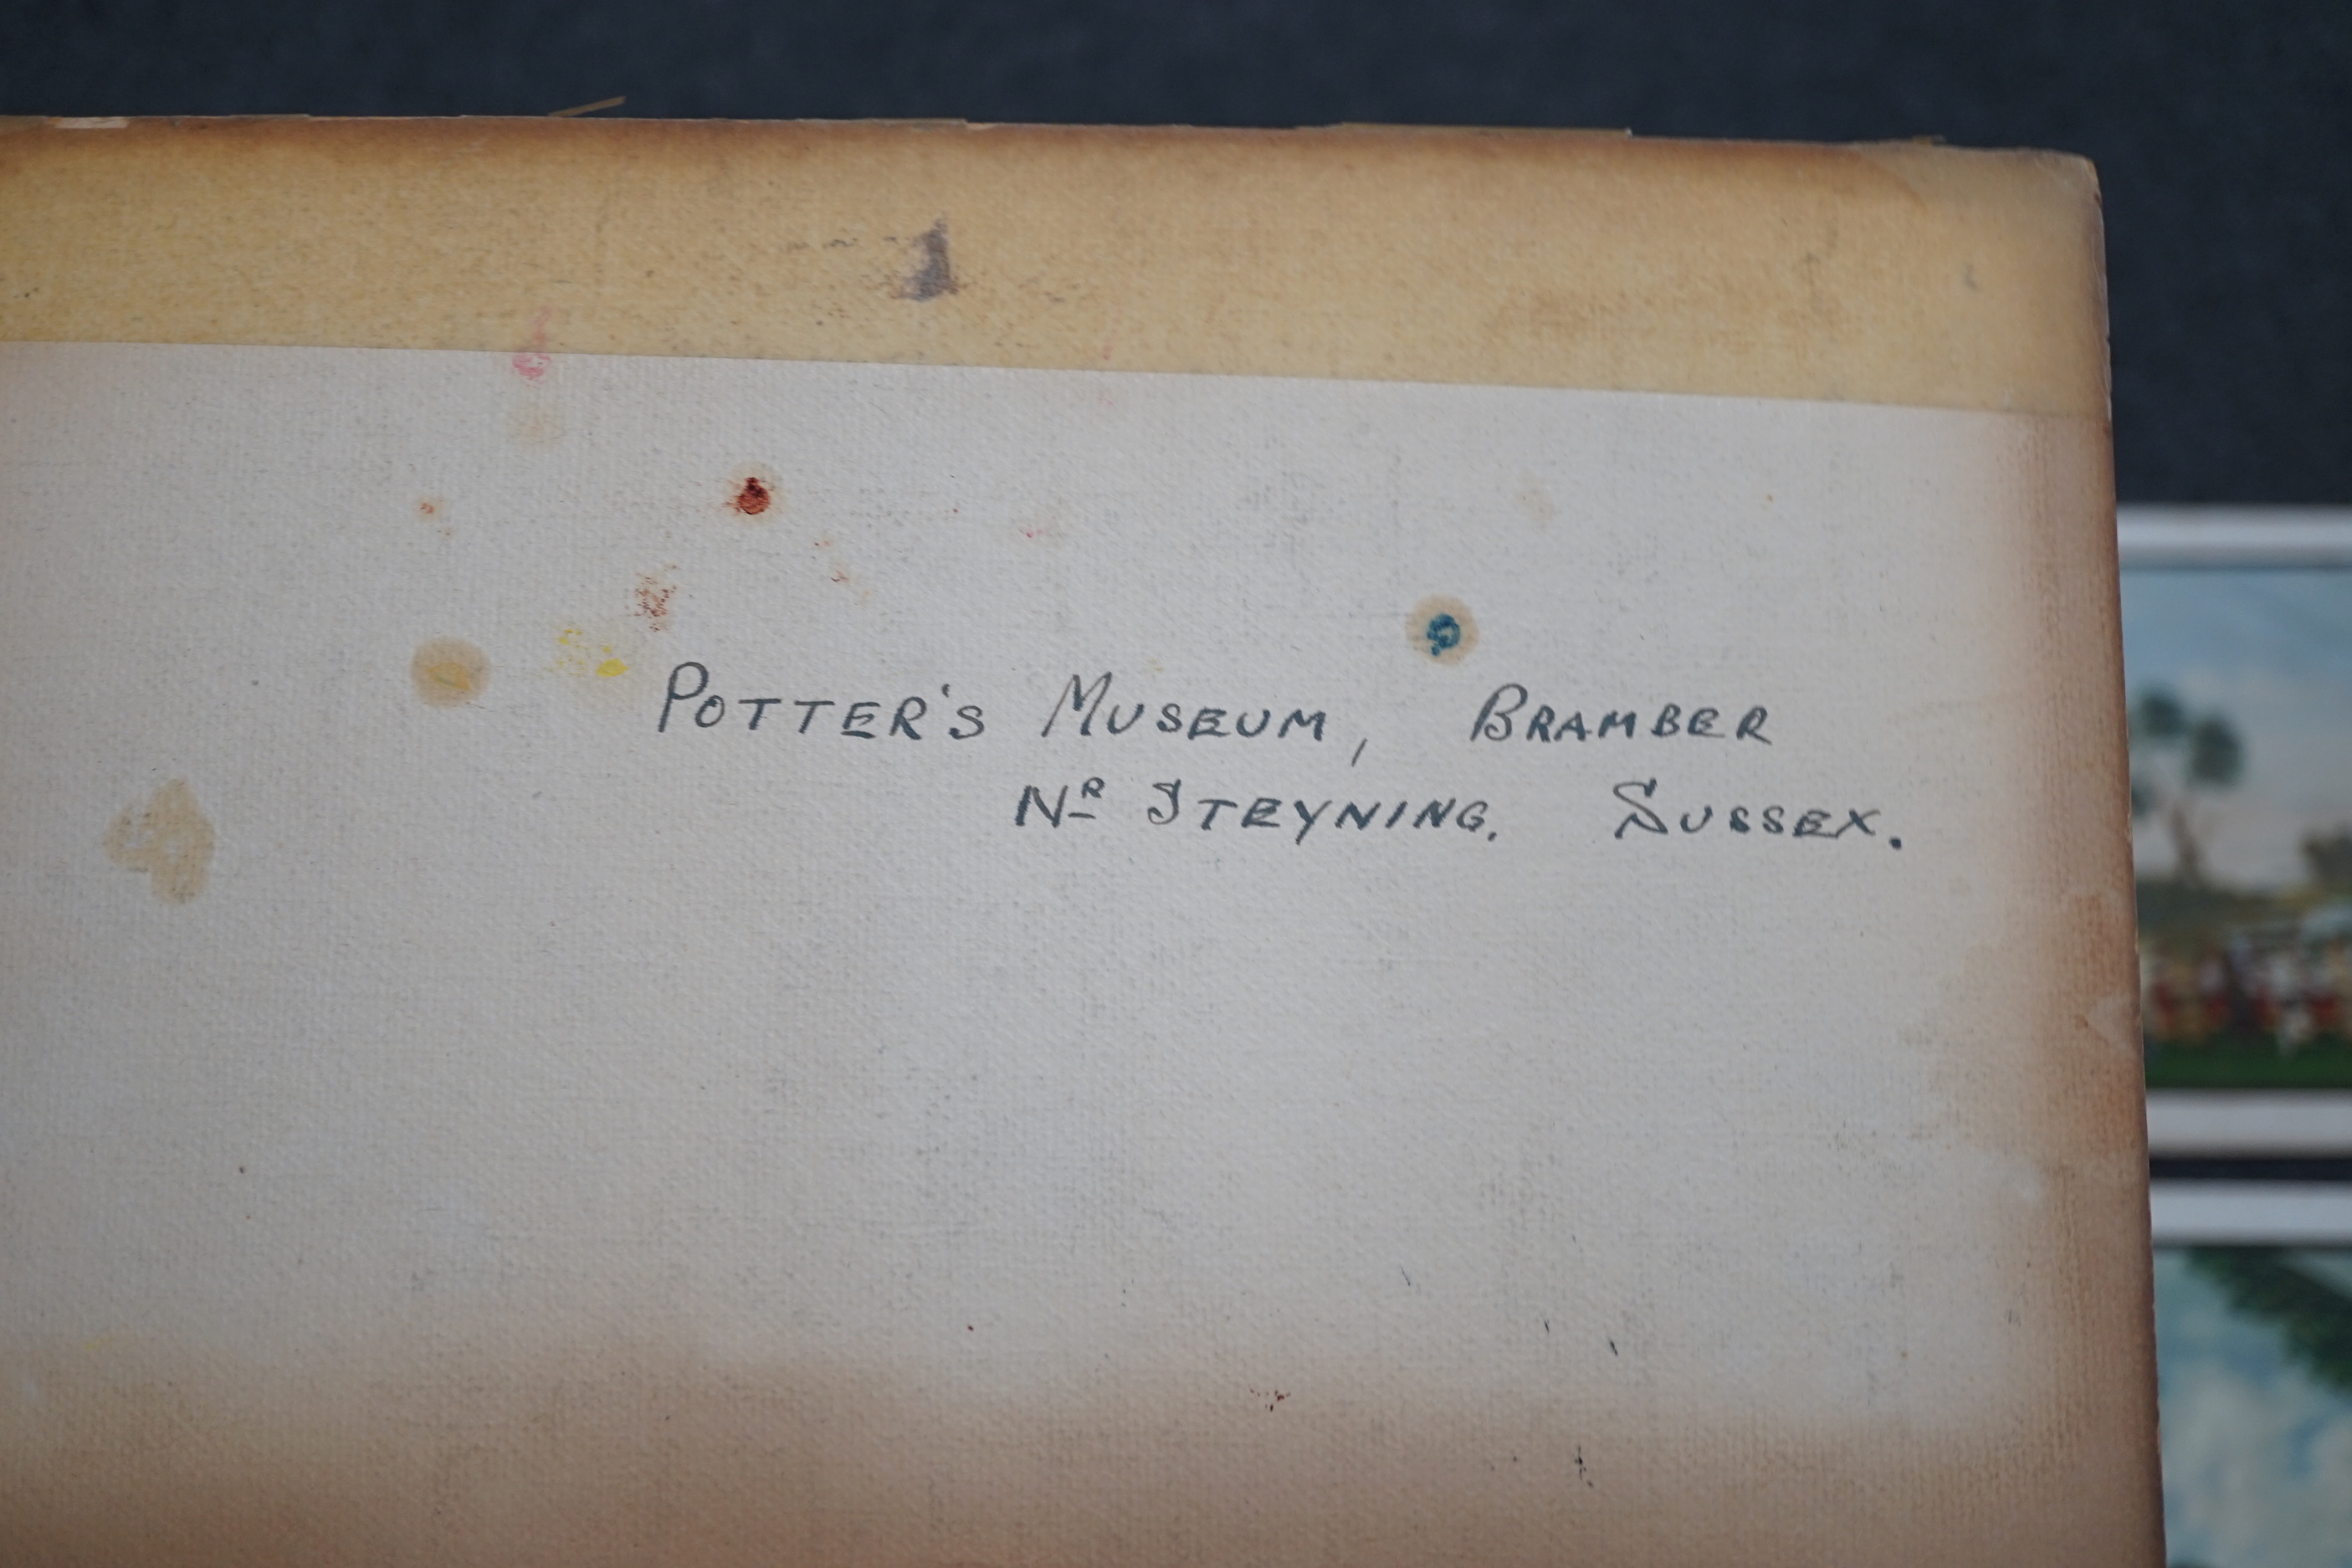 POTTER'S MUSEUM, BRAMBER
NR STEYNING. SUSSEX.